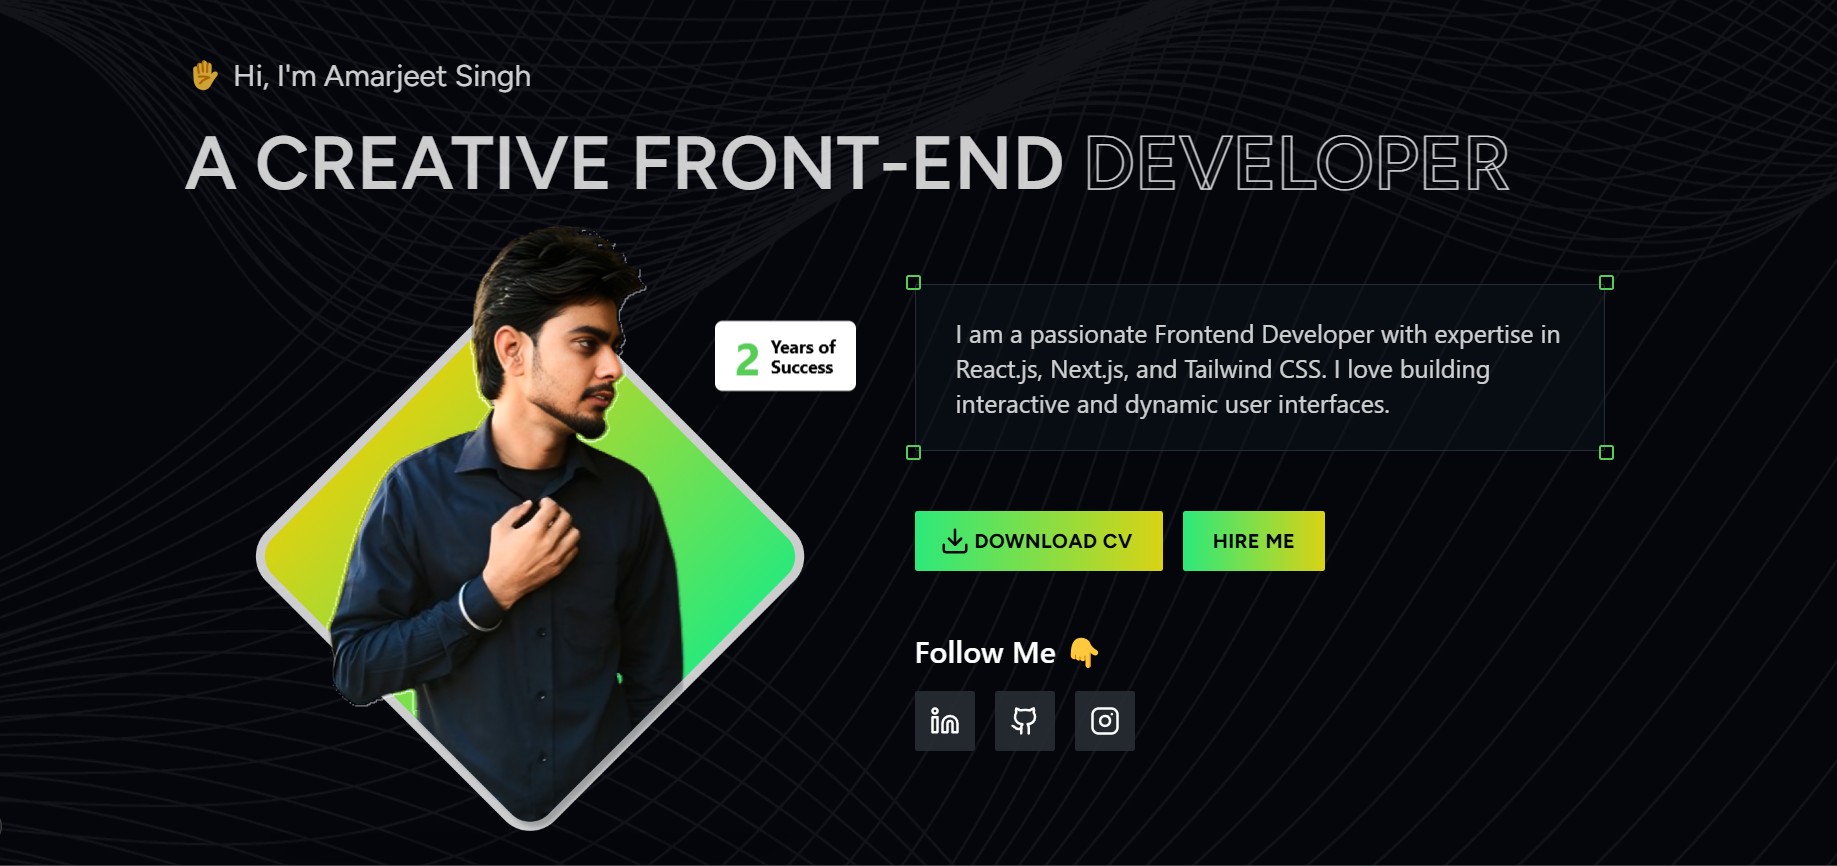 ✋ Hi, I'm Amarjeet Singh
A CREATIVE FRONT-END DEVELOPER
2 Years of
Success
I am a passionate Frontend Developer with expertise in
React.js, Next.js, and Tailwind CSS. I love building
interactive and dynamic user interfaces.
DOWNLOAD CV
HIRE ME
Follow Me 👇
in